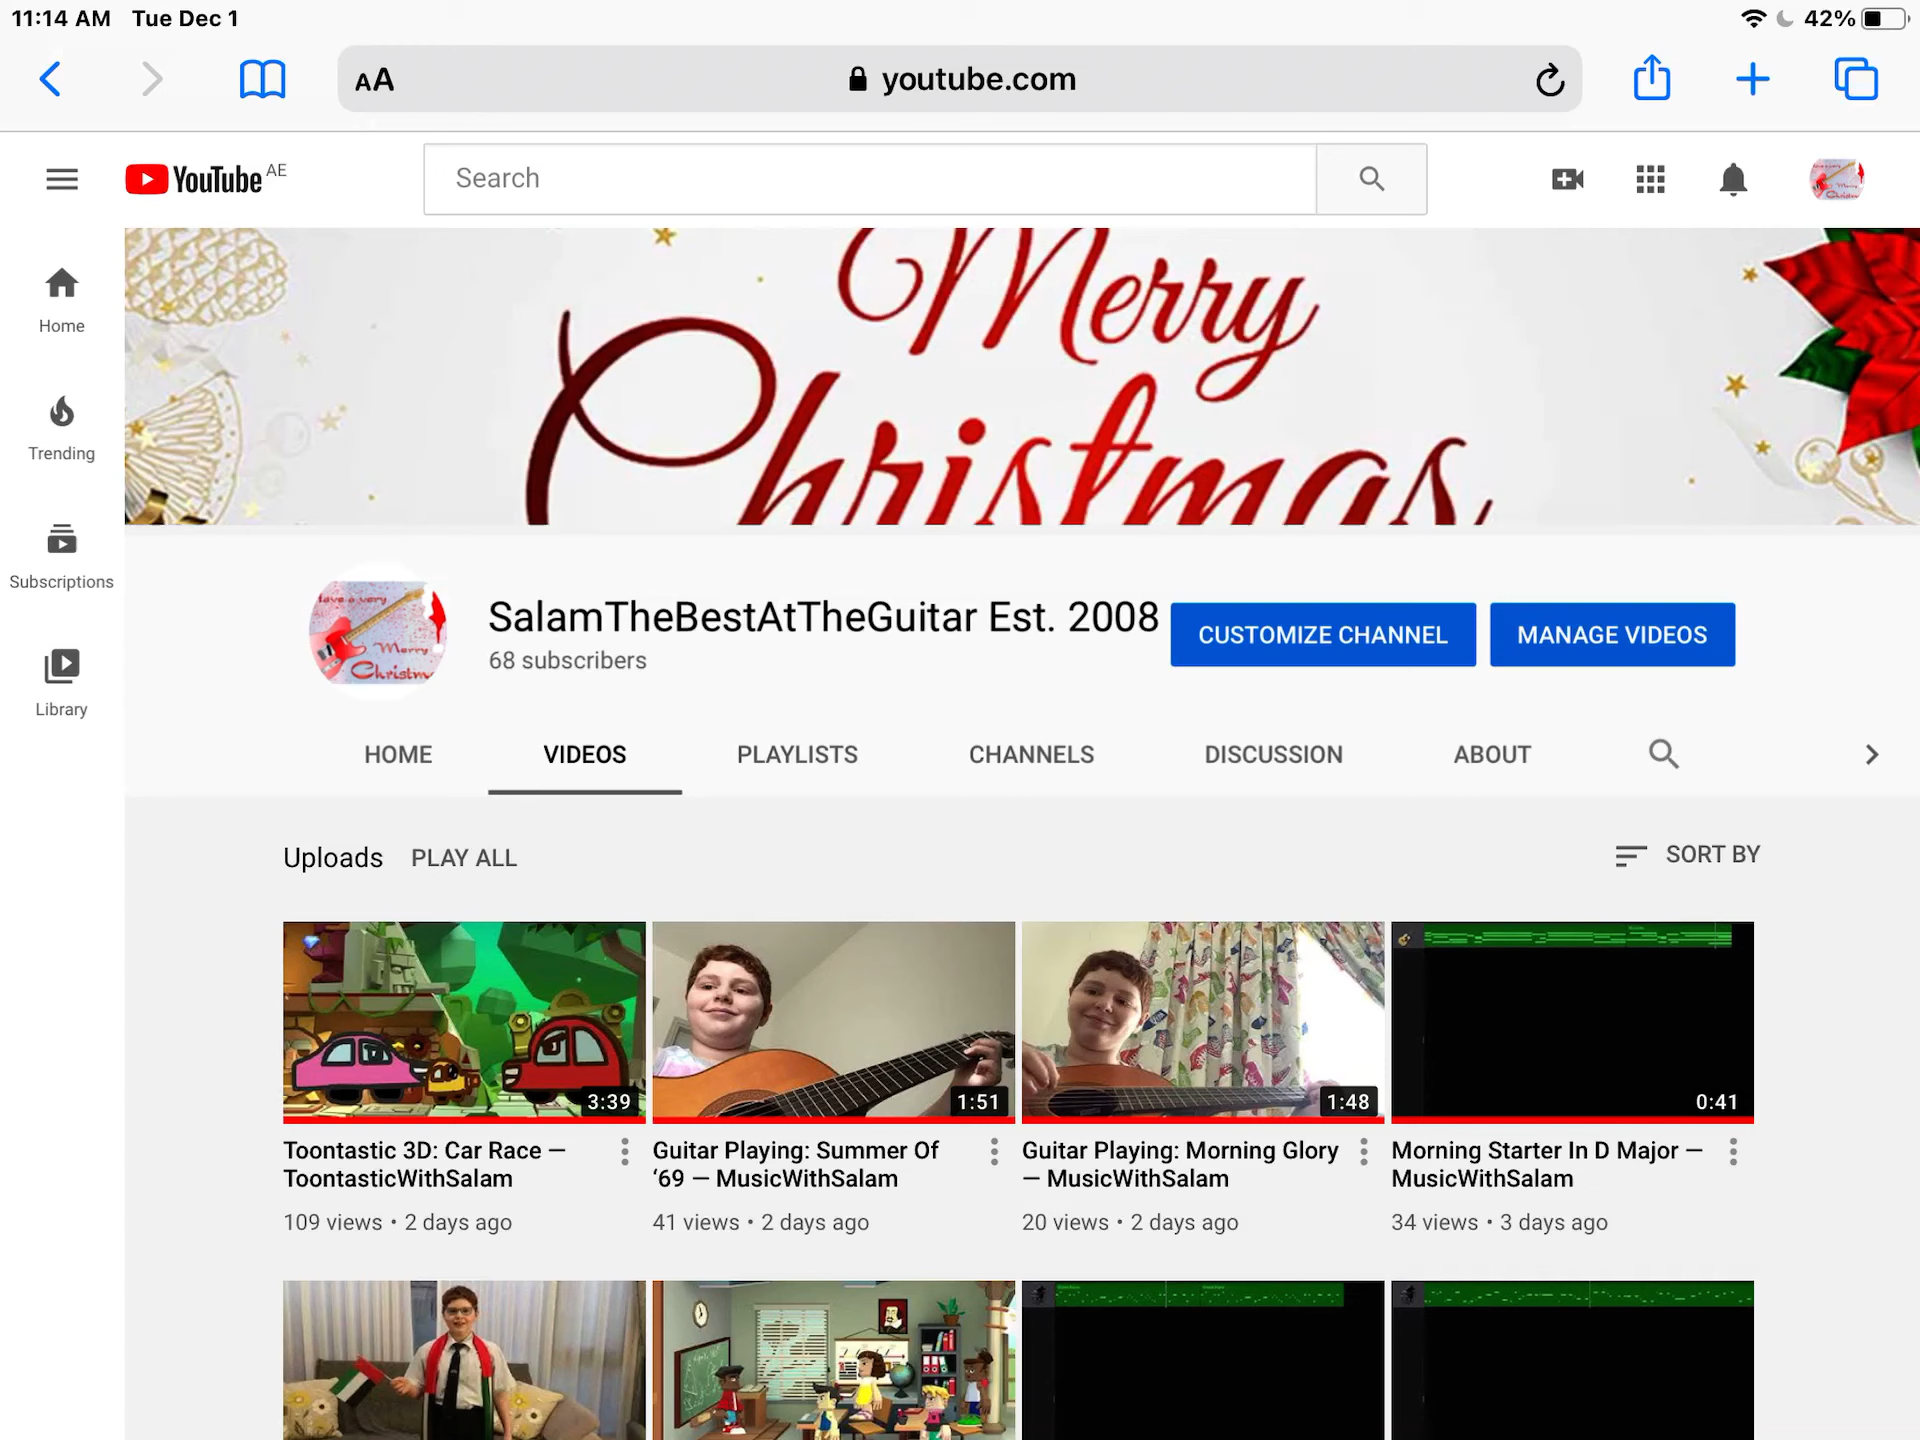 11:14 AM Tue Dec 1
42%
AA
youtube.com
YouTube AE
Search
Home
Trending
Subscriptions
Library
Merry
Christmas
Have a very
Merry
Christm
SalamTheBestAtTheGuitar Est. 2008
68 subscribers
CUSTOMIZE CHANNEL
MANAGE VIDEOS
HOME
VIDEOS
PLAYLISTS
CHANNELS
DISCUSSION
ABOUT
Uploads
PLAY ALL
SORT BY
3:39
1:51
1:48
0:41
Toontastic 3D: Car Race —
ToontasticWithSalam
109 views • 2 days ago
Guitar Playing: Summer Of
‘69 — MusicWithSalam
41 views • 2 days ago
Guitar Playing: Morning Glory
— MusicWithSalam
20 views • 2 days ago
Morning Starter In D Major —
MusicWithSalam
34 views • 3 days ago